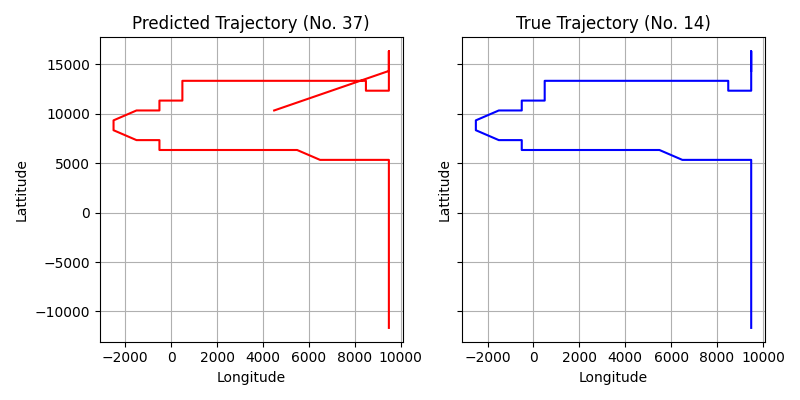 Predicted Trajectory (No. 37)
True Trajectory (No. 14)
Lattitude
15000
10000
5000
0
−5000
−10000
−2000 0 2000 4000 6000 8000 10000
Longitude
Lattitude
−2000 0 2000 4000 6000 8000 10000
Longitude